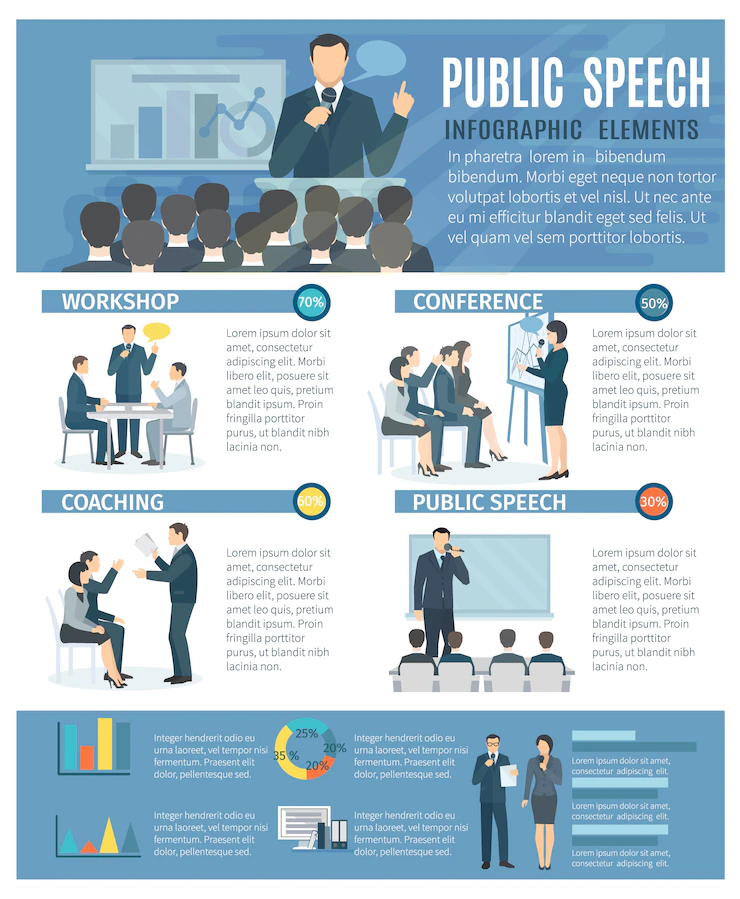 PUBLIC SPEECH
INFOGRAPHIC ELEMENTS
In pharetra lorem in bibendum
bibendum. Morbi eget neque non tortor
volutpat lobortis et vel nisl. Ut nec ante
eu mi efficitur blandit eget sed felis. Ut
vel quam vel sem porttitor lobortis.
WORKSHOP 70%
Lorem ipsum dolor sit
amet, consectetur
adipiscing elit. Morbi
libero elit, posuere sit
amet leo quis, pretium
blandit ipsum. Proin
fringilla porttitor
purus, ut blandit nibh
lacinia non.
CONFERENCE 50%
Lorem ipsum dolor sit
amet, consectetur
adipiscing elit. Morbi
libero elit, posuere sit
amet leo quis, pretium
blandit ipsum. Proin
fringilla porttitor
purus, ut blandit nibh
lacinia non.
COACHING 60%
Lorem ipsum dolor sit
amet, consectetur
adipiscing elit. Morbi
libero elit, posuere sit
amet leo quis, pretium
blandit ipsum. Proin
fringilla porttitor
purus, ut blandit nibh
lacinia non.
PUBLIC SPEECH 30%
Lorem ipsum dolor sit
amet, consectetur
adipiscing elit. Morbi
libero elit, posuere sit
amet leo quis, pretium
blandit ipsum. Proin
fringilla porttitor
purus, ut blandit nibh
lacinia non.
Integer hendrerit odio eu
urna laoreet, vel tempor nisi
fermentum. Praesent elit
dolor, pellentesque sed.
25%
20%
35 %
20%
Integer hendrerit odio eu
urna laoreet, vel tempor nisi
fermentum. Praesent elit
dolor, pellentesque sed.
Integer hendrerit odio eu
urna laoreet, vel tempor nisi
fermentum. Praesent elit
dolor, pellentesque sed.
Integer hendrerit odio eu
urna laoreet, vel tempor nisi
fermentum. Praesent elit
dolor, pellentesque sed.
Lorem ipsum dolor sit amet,
consectetur adipiscing elit.
Lorem ipsum dolor sit amet,
consectetur adipiscing elit.
Lorem ipsum dolor sit amet,
consectetur adipiscing elit.